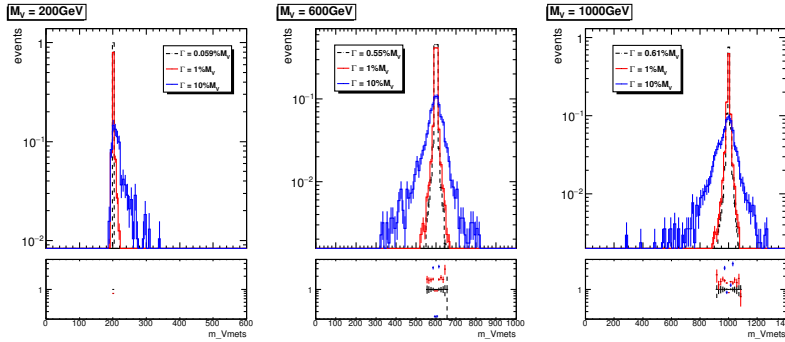 M_V = 200GeV
events
Γ = 0.059%M_V
Γ = 1%M_V
Γ = 10%M_V
1
10⁻¹
10⁻²
1
0 100 200 300 400 500 600
m_Vmets
M_V = 600GeV
events
Γ = 0.55%M_V
Γ = 1%M_V
Γ = 10%M_V
10⁻¹
10⁻²
1
0 100 200 300 400 500 600 700 800 900 1000
m_Vmets
M_V = 1000GeV
events
Γ = 0.61%M_V
Γ = 1%M_V
Γ = 10%M_V
1
10⁻¹
10⁻²
1
0 200 400 600 800 1000 1200
m_Vmets